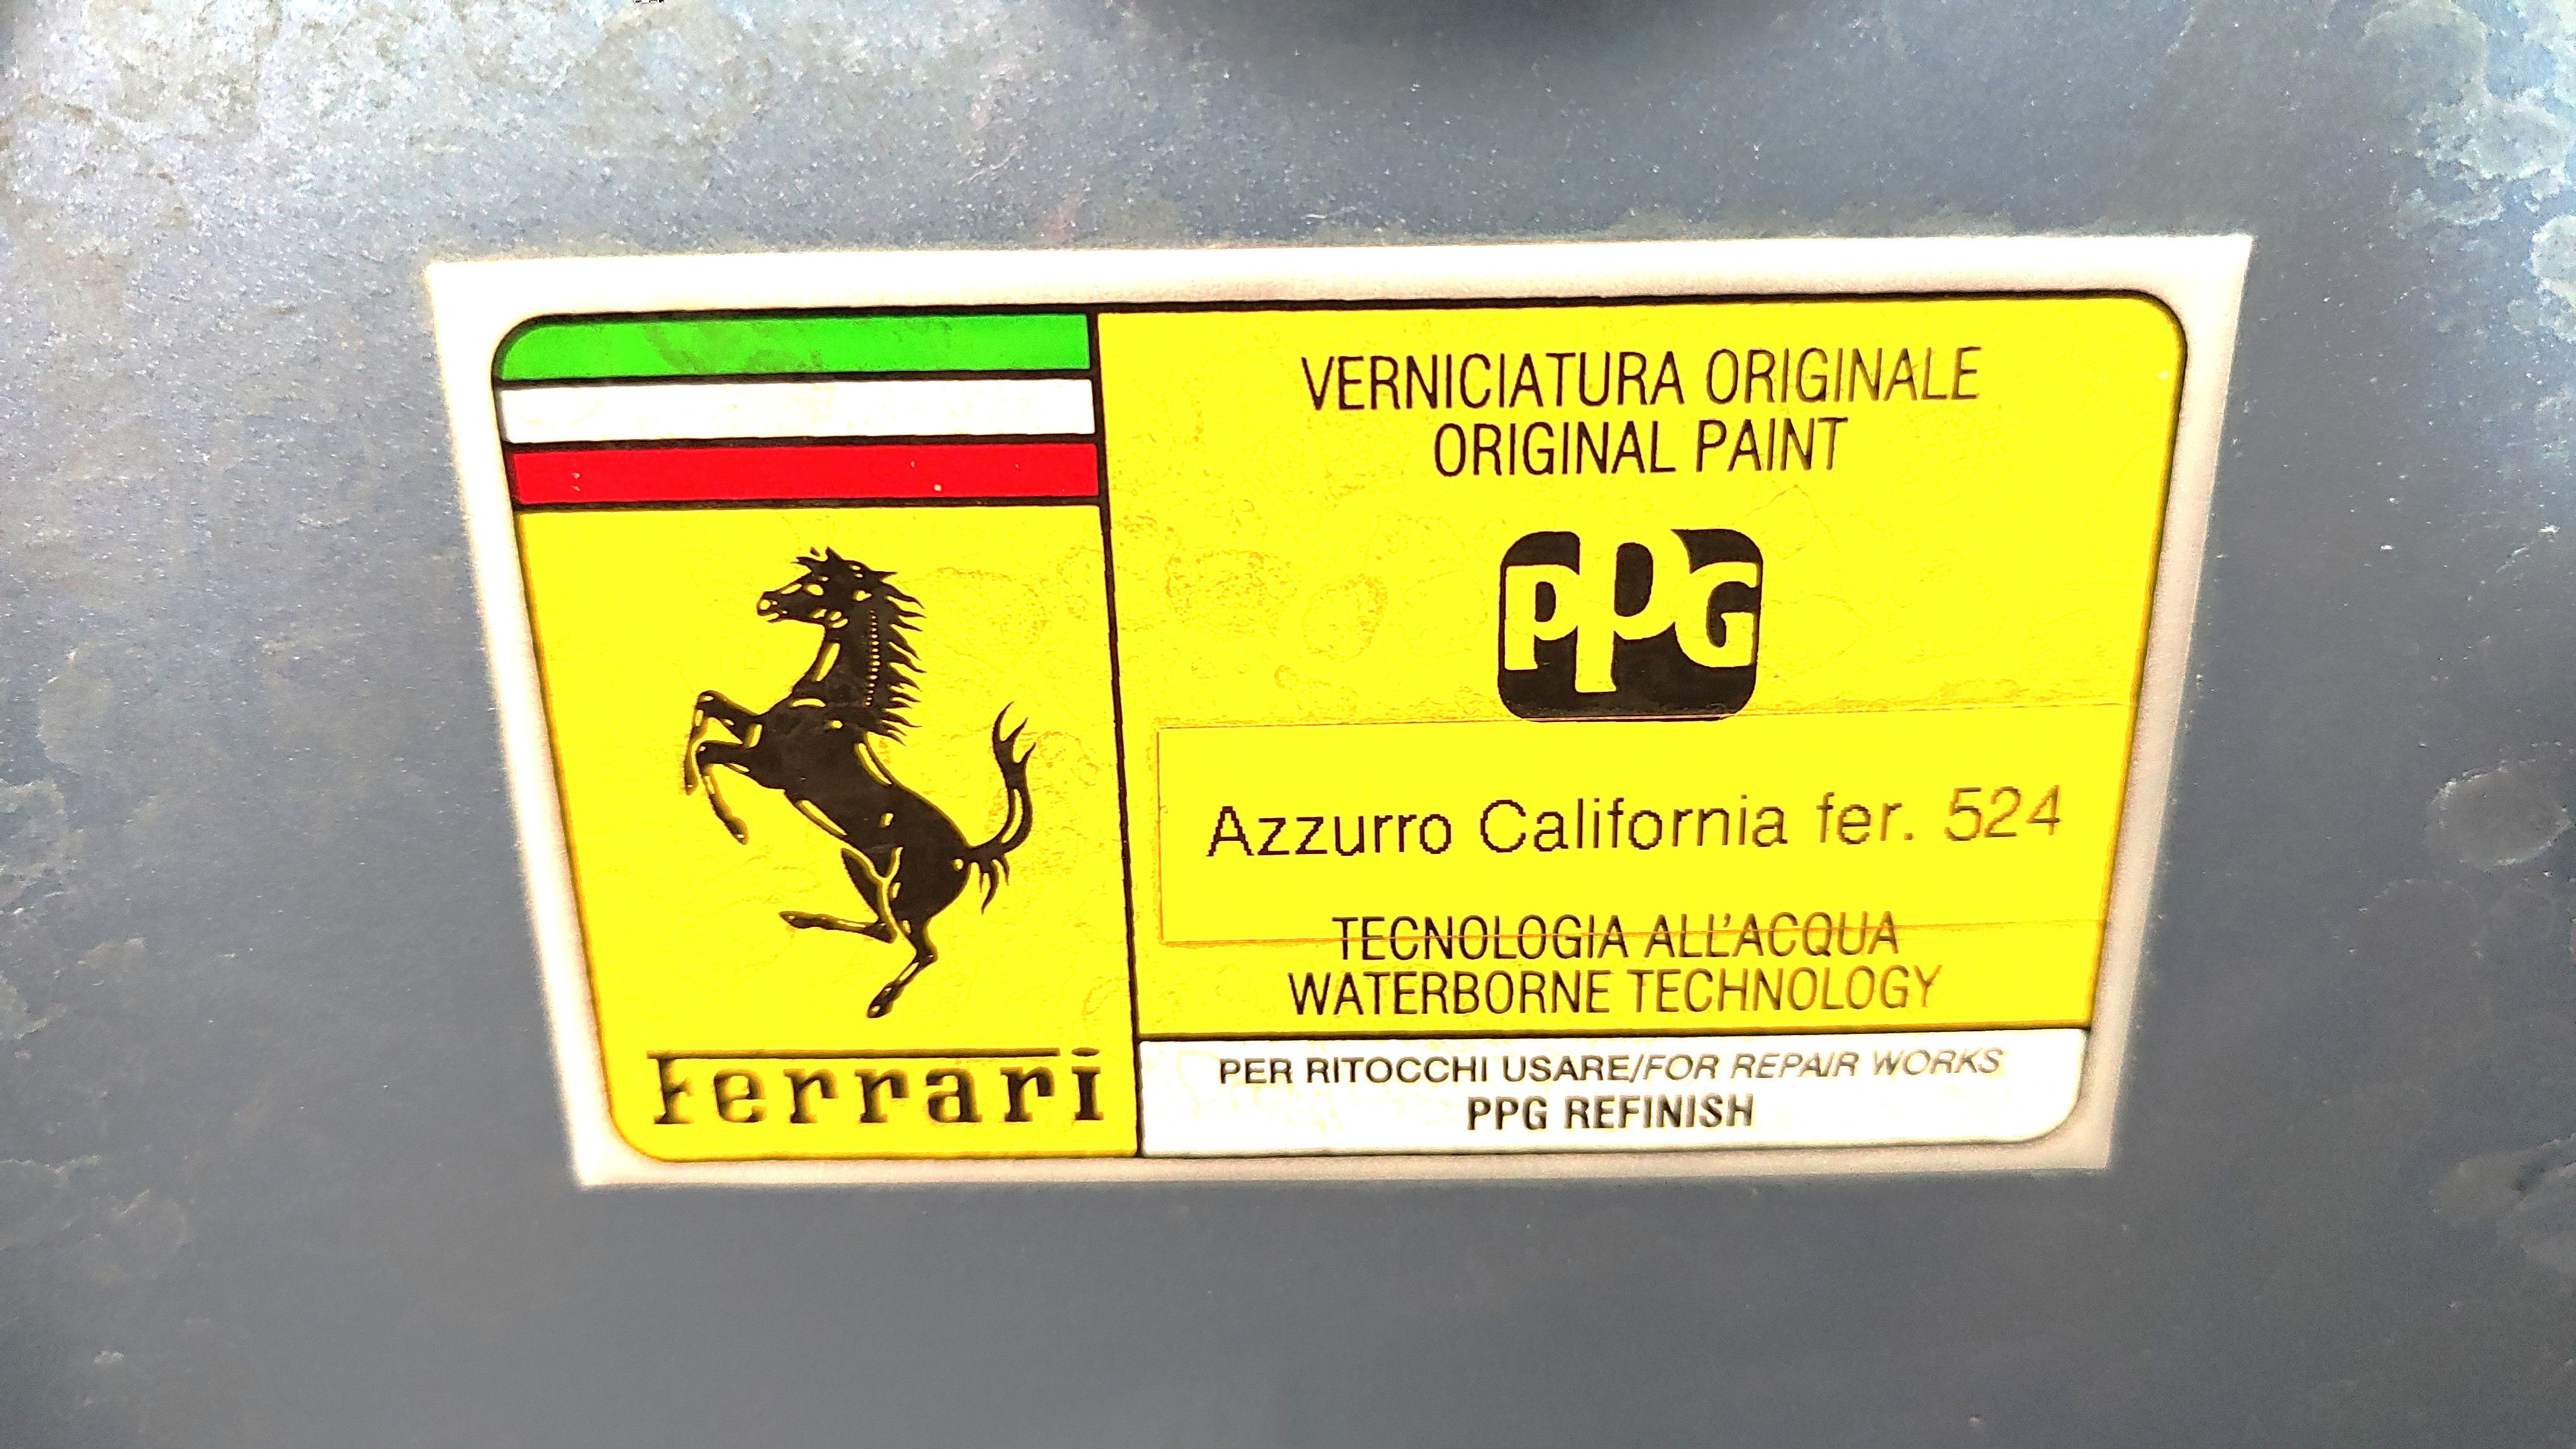 VERNICIATURA ORIGINALE
ORIGINAL PAINT
PPG
Azzurro California fer. 524
TECNOLOGIA ALL'ACQUA
WATERBORNE TECHNOLOGY
Ferrari
PER RITOCCHI USARE/FOR REPAIR WORKS
PPG REFINISH